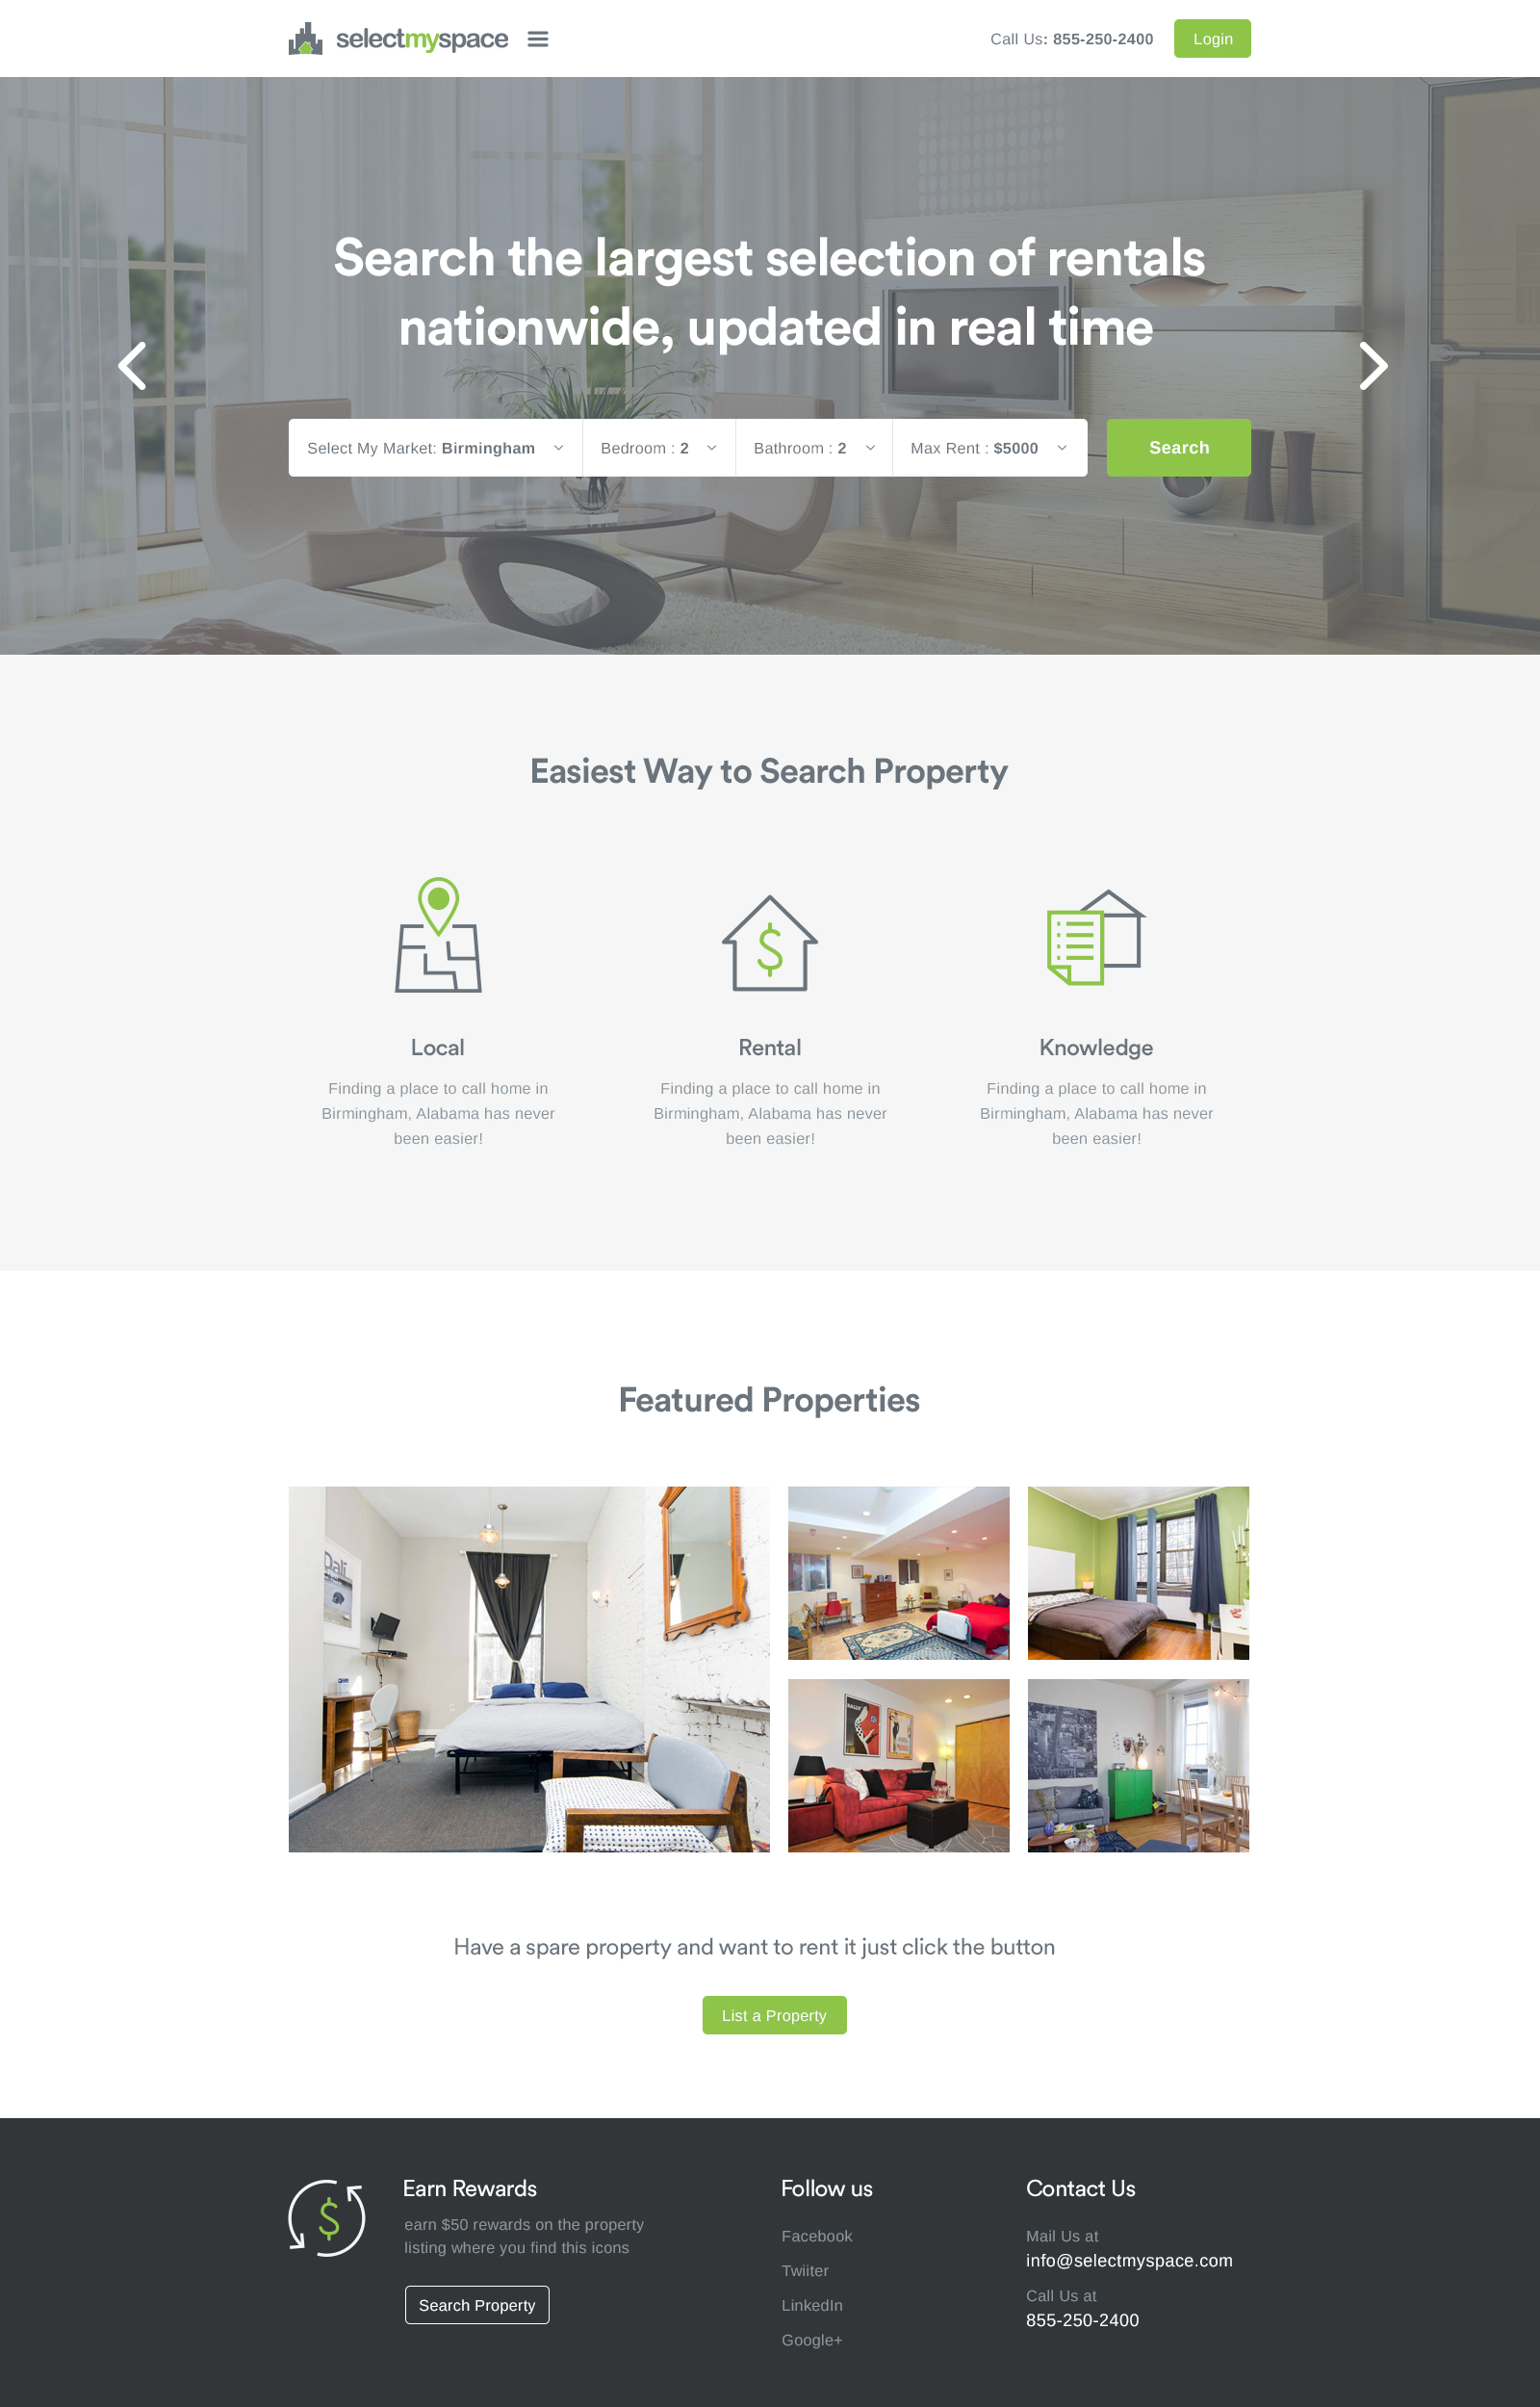 selectmyspace
Call Us: 855-250-2400
Login
Search the largest selection of rentals
nationwide, updated in real time
Select My Market: Birmingham
Bedroom : 2
Bathroom : 2
Max Rent : $5000
Search
Easiest Way to Search Property
Local
Finding a place to call home in
Birmingham, Alabama has never
been easier!
Rental
Finding a place to call home in
Birmingham, Alabama has never
been easier!
Knowledge
Finding a place to call home in
Birmingham, Alabama has never
been easier!
Featured Properties
Dali
Have a spare property and want to rent it just click the button
List a Property
Earn Rewards
earn $50 rewards on the property
listing where you find this icons
Search Property
Follow us
Facebook
Twiiter
LinkedIn
Google+
Contact Us
Mail Us at
info@selectmyspace.com
Call Us at
855-250-2400